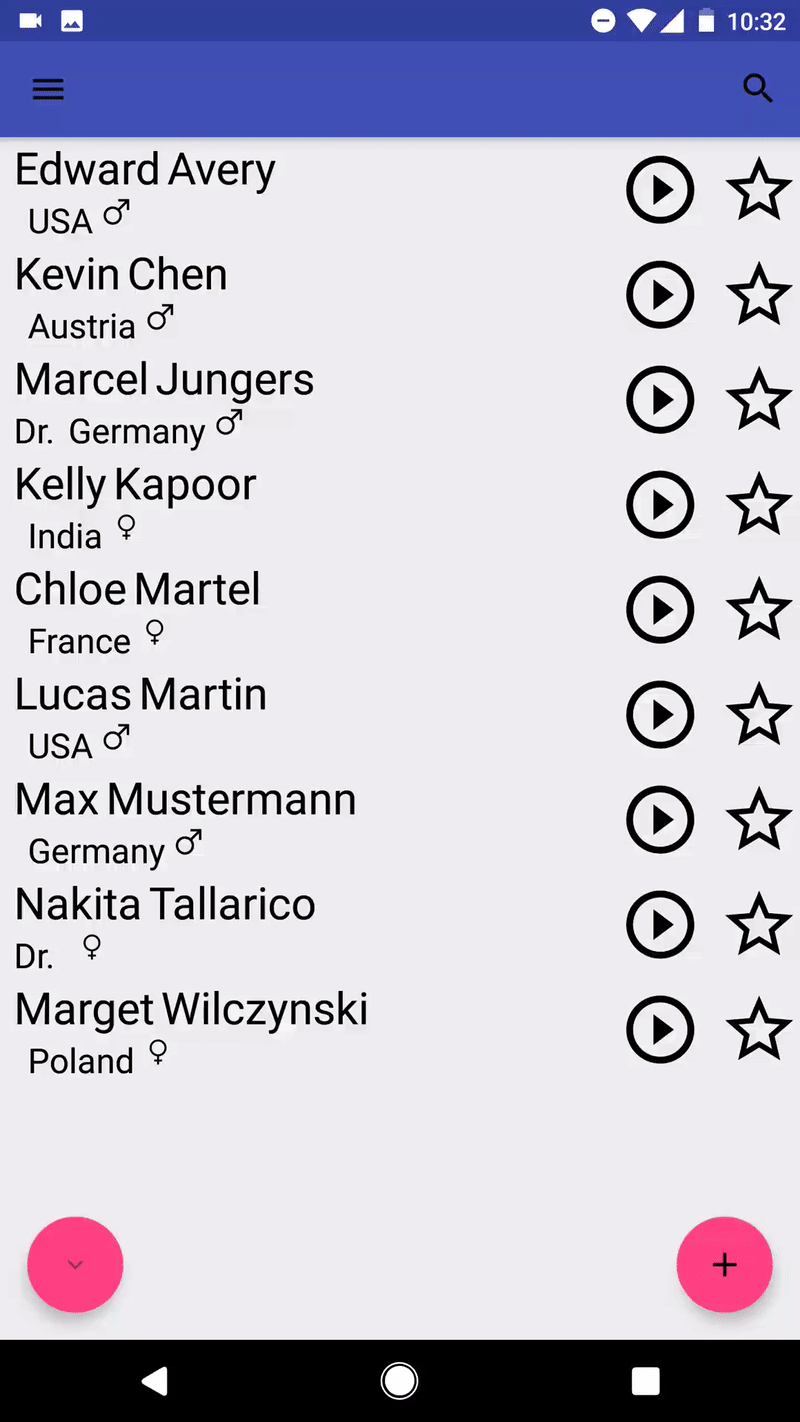 10:32
Edward Avery
USA ♂
Kevin Chen
Austria ♂
Marcel Jungers
Dr. Germany ♂
Kelly Kapoor
India ♀
Chloe Martel
France ♀
Lucas Martin
USA ♂
Max Mustermann
Germany ♂
Nakita Tallarico
Dr. ♀
Marget Wilczynski
Poland ♀